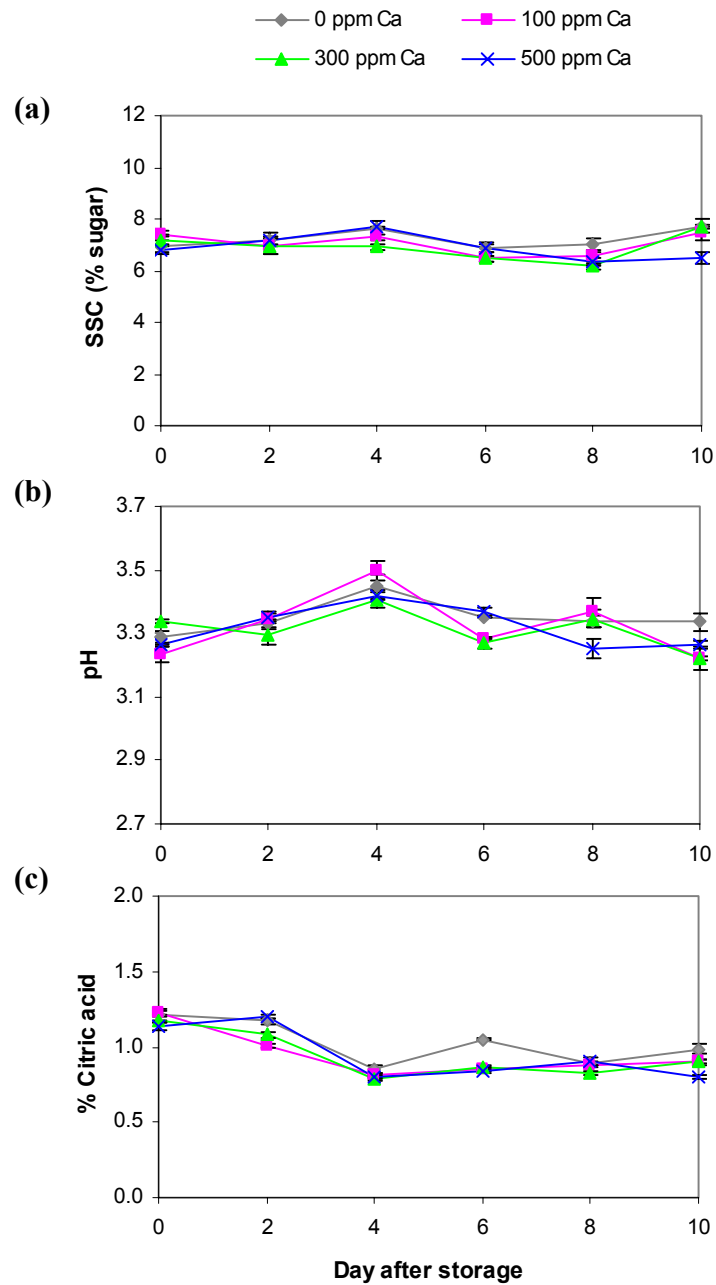 0 ppm Ca 100 ppm Ca
300 ppm Ca 500 ppm Ca
(a)
SSC (% sugar)
12
10
8
6
4
2
0
0 2 4 6 8 10
(b)
pH
3.7
3.5
3.3
3.1
2.9
2.7
0 2 4 6 8 10
(c)
% Citric acid
2.0
1.5
1.0
0.5
0.0
0 2 4 6 8 10
Day after storage